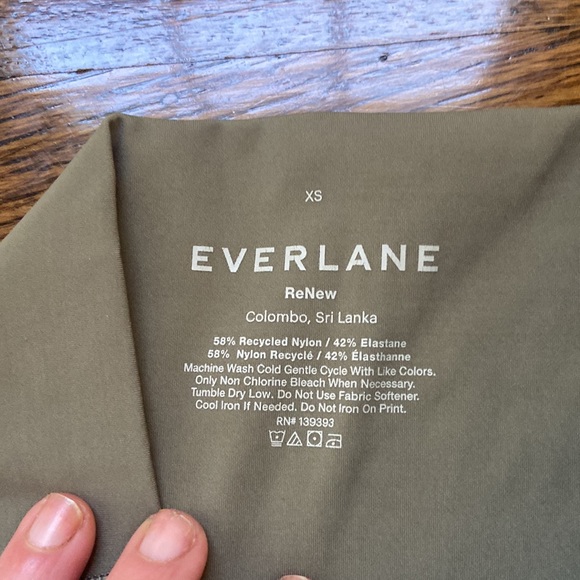 XS
EVERLANE
ReNew
Colombo, Sri Lanka
58% Recycled Nylon / 42% Elastane
58% Nylon Recyclé / 42% Élasthanne
Machine Wash Cold Gentle Cycle With Like Colors.
Only Non Chlorine Bleach When Necessary.
Tumble Dry Low. Do Not Use Fabric Softener.
Cool Iron If Needed. Do Not Iron On Print.
RN# 139393